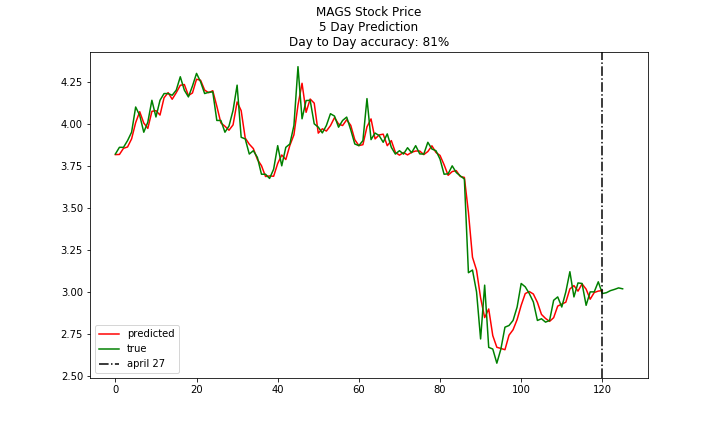 MAGS Stock Price
5 Day Prediction
Day to Day accuracy: 81%
4.25
4.00
3.75
3.50
3.25
3.00
2.75
2.50
predicted
true
april 27
0 20 40 60 80 100 120